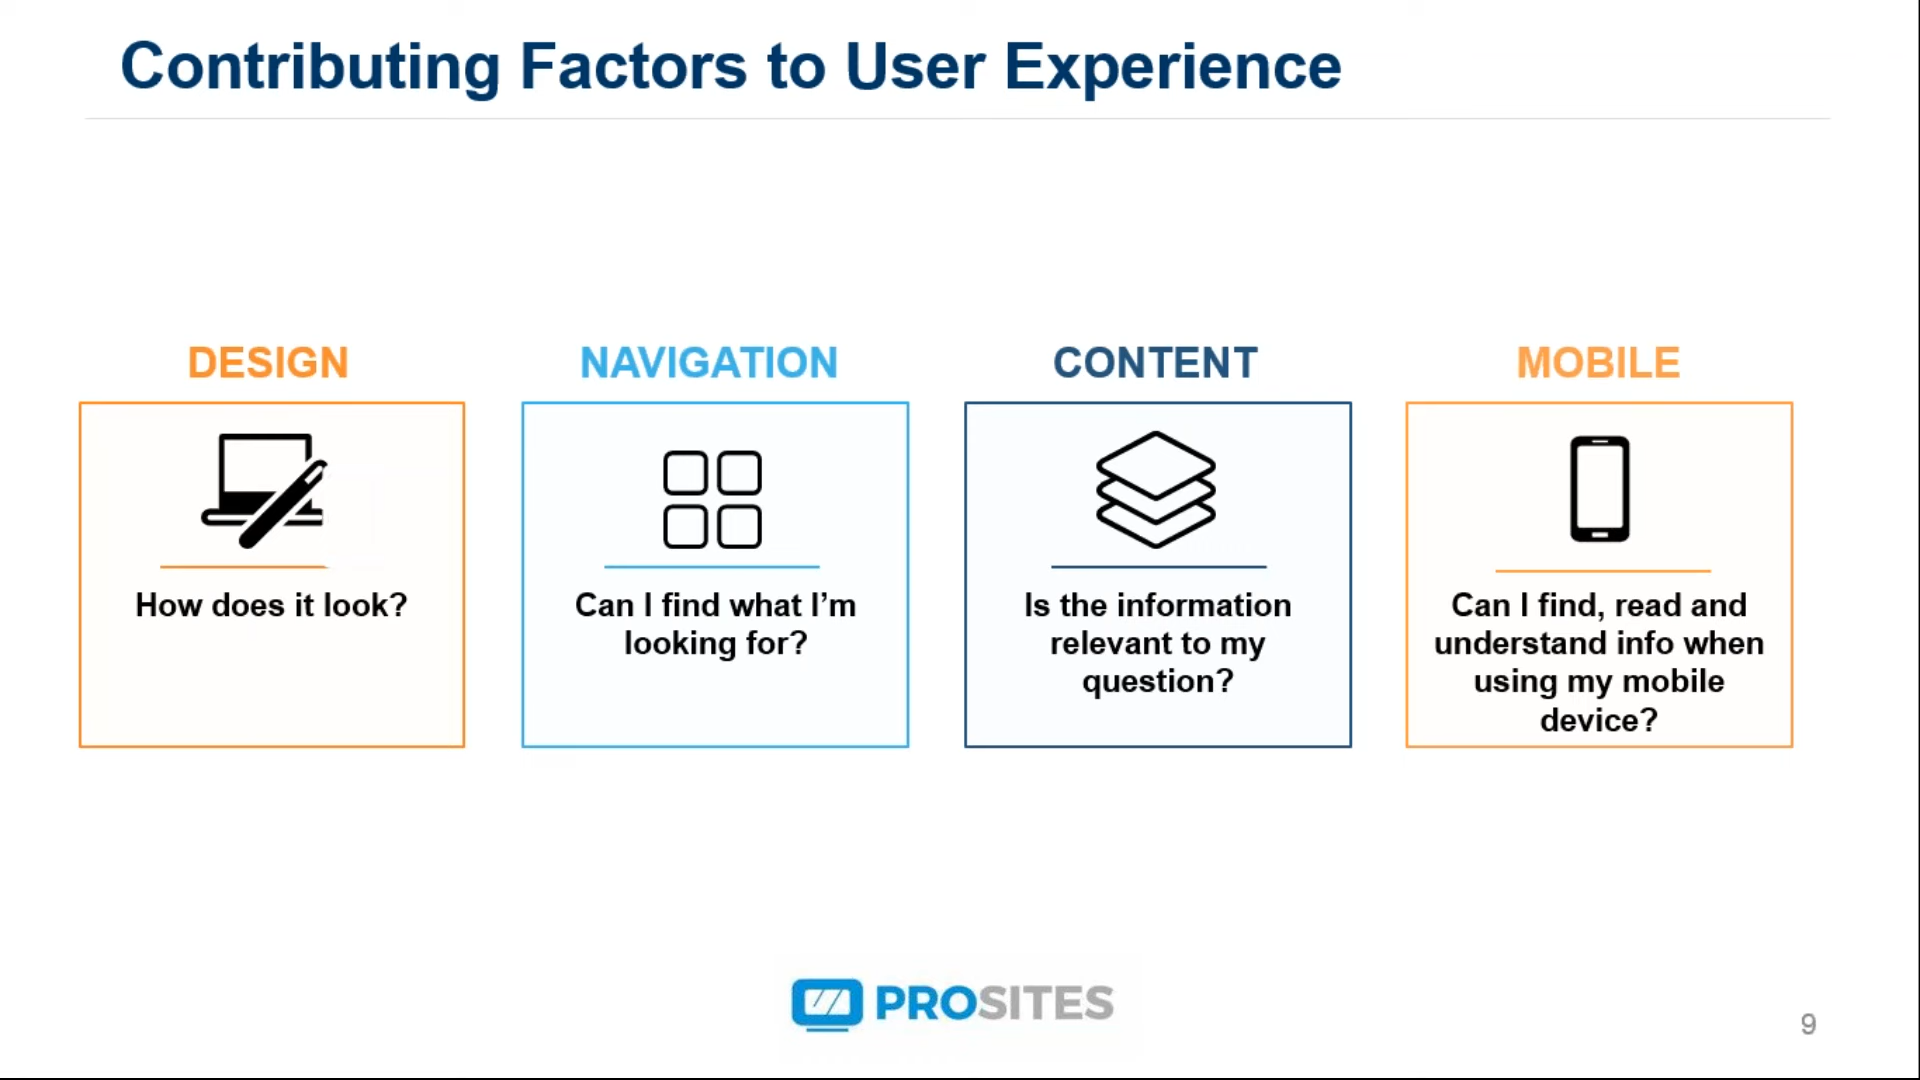 Contributing Factors to User Experience
DESIGN
How does it look?
NAVIGATION
Can I find what I’m
looking for?
CONTENT
Is the information
relevant to my
question?
MOBILE
Can I find, read and
understand info when
using my mobile
device?
PROSITES
9